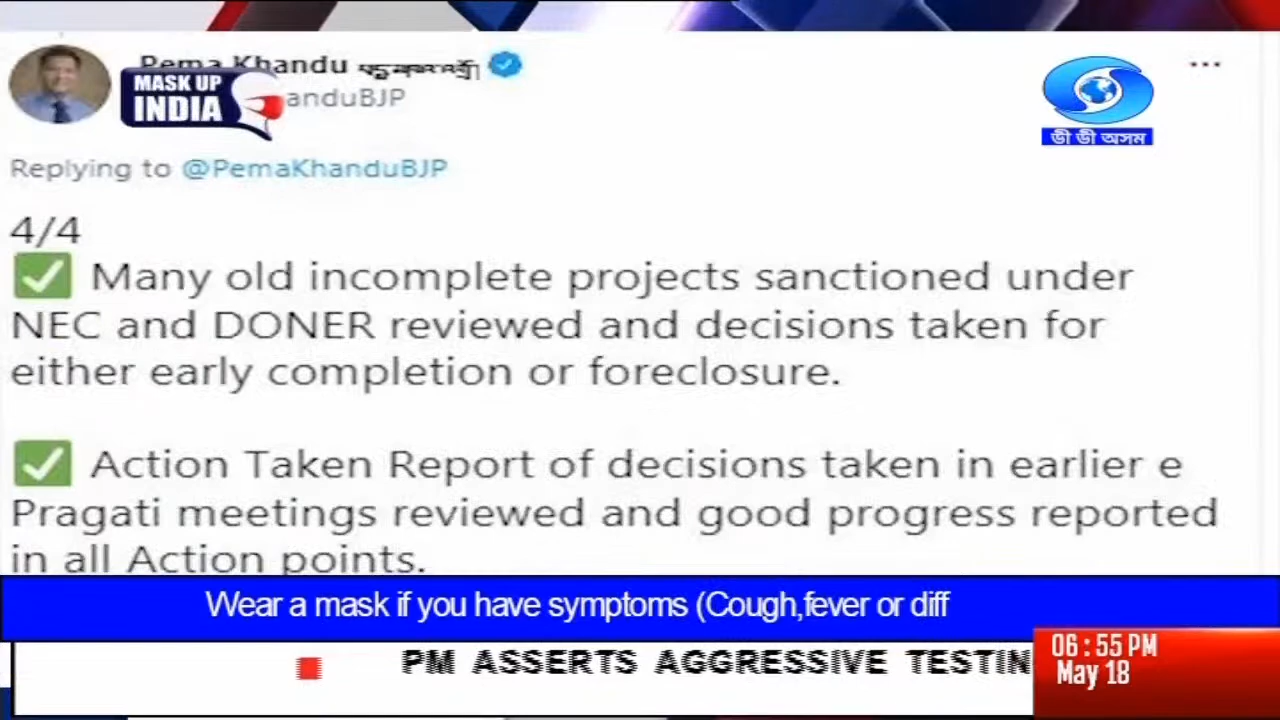 Pema Khandu
MASK UP
INDIA
anduBJP
ডী ডী অসম
Replying to @PemaKhanduBJP
4/4
✅ Many old incomplete projects sanctioned under
NEC and DONER reviewed and decisions taken for
either early completion or foreclosure.
✅ Action Taken Report of decisions taken in earlier e
Pragati meetings reviewed and good progress reported
in all Action points.
Wear a mask if you have symptoms (Cough,fever or diff
PM ASSERTS AGGRESSIVE TESTIN
06:55 PM
May 18